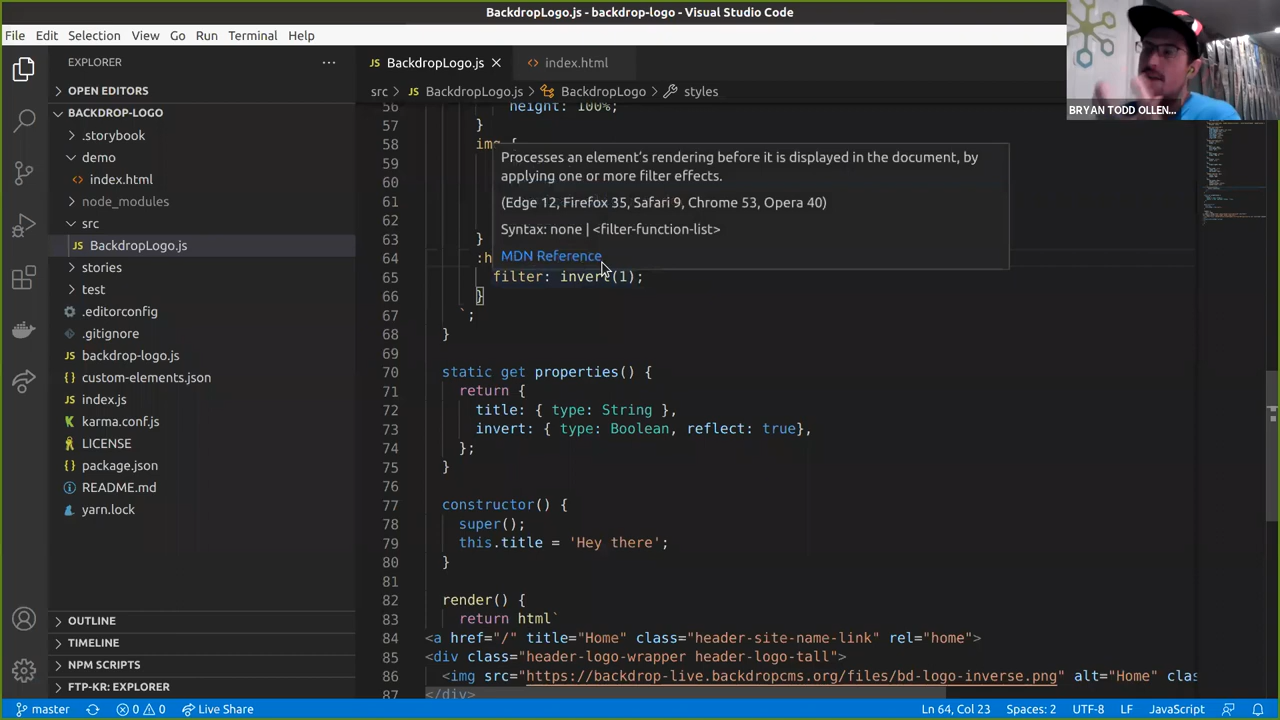 BackdropLogo.js - backdrop-logo - Visual Studio Code
File Edit Selection View Go Run Terminal Help
BRYAN TODD OLLEN...
EXPLORER
OPEN EDITORS
BACKDROP-LOGO
.storybook
demo
index.html
node_modules
src
BackdropLogo.js
stories
test
.editorconfig
.gitignore
JS backdrop-logo.js
{} custom-elements.json
JS index.js
karma.conf.js
LICENSE
package.json
README.md
yarn.lock
OUTLINE
TIMELINE
NPM SCRIPTS
FTP-KR: EXPLORER
JS BackdropLogo.js
<> index.html
src > JS BackdropLogo.js > BackdropLogo > styles
56 height: 100%;
57 }
58 img {
59
60
61
62
63 }
64 :h
65 filter: invert(1);
66 }
67 `;
68 }
69
70 static get properties() {
71 return {
72 title: { type: String },
73 invert: { type: Boolean, reflect: true},
74 };
75 }
76
77 constructor() {
78 super();
79 this.title = 'Hey there';
80 }
81
82 render() {
83 return html`
84 <a href="/" title="Home" class="header-site-name-link" rel="home">
85 <div class="header-logo-wrapper header-logo-tall">
86 <img src="https://backdrop-live.backdropcms.org/files/bd-logo-inverse.png" alt="Home" clas
87 </div>
Processes an element's rendering before it is displayed in the document, by
applying one or more filter effects.
(Edge 12, Firefox 35, Safari 9, Chrome 53, Opera 40)
Syntax: none | <filter-function-list>
MDN Reference
master 0 0 Live Share Ln 64, Col 23 Spaces: 2 UTF-8 LF JavaScript